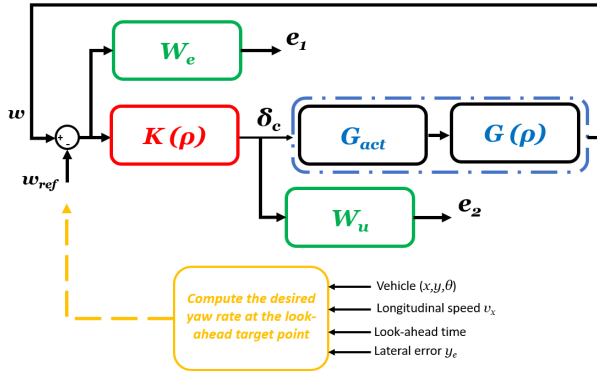 W_e
e_1
w
+
-
K(ρ)
δ_c
G_act
G(ρ)
w_ref
W_u
e_2
Compute the desired
yaw rate at the look-
ahead target point
Vehicle (x,y,θ)
Longitudinal speed v_x
Look-ahead time
Lateral error y_e